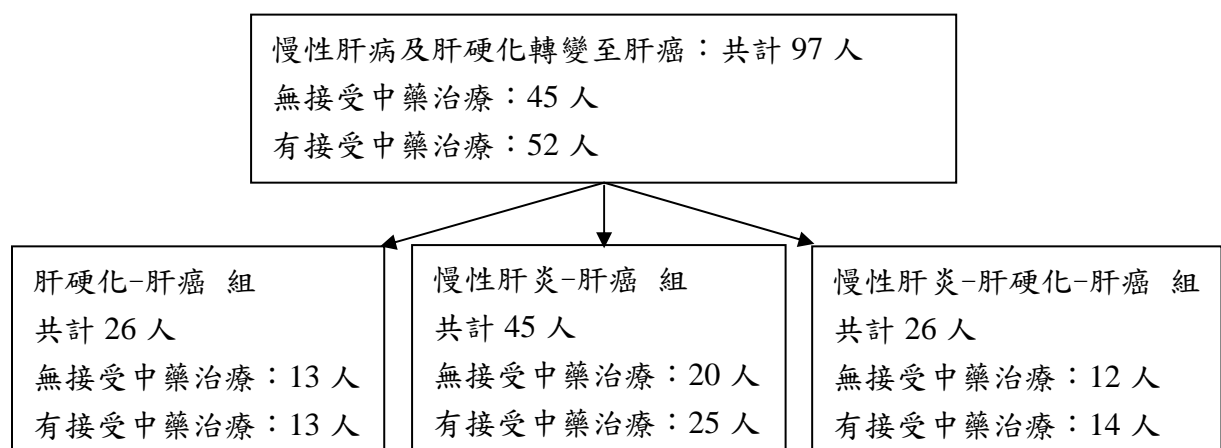 慢性肝病及肝硬化轉變至肝癌：共計 97 人
無接受中藥治療：45 人
有接受中藥治療：52 人
肝硬化-肝癌 組
共計 26 人
無接受中藥治療：13 人
有接受中藥治療：13 人
慢性肝炎-肝癌 組
共計 45 人
無接受中藥治療：20 人
有接受中藥治療：25 人
慢性肝炎-肝硬化-肝癌 組
共計 26 人
無接受中藥治療：12 人
有接受中藥治療：14 人